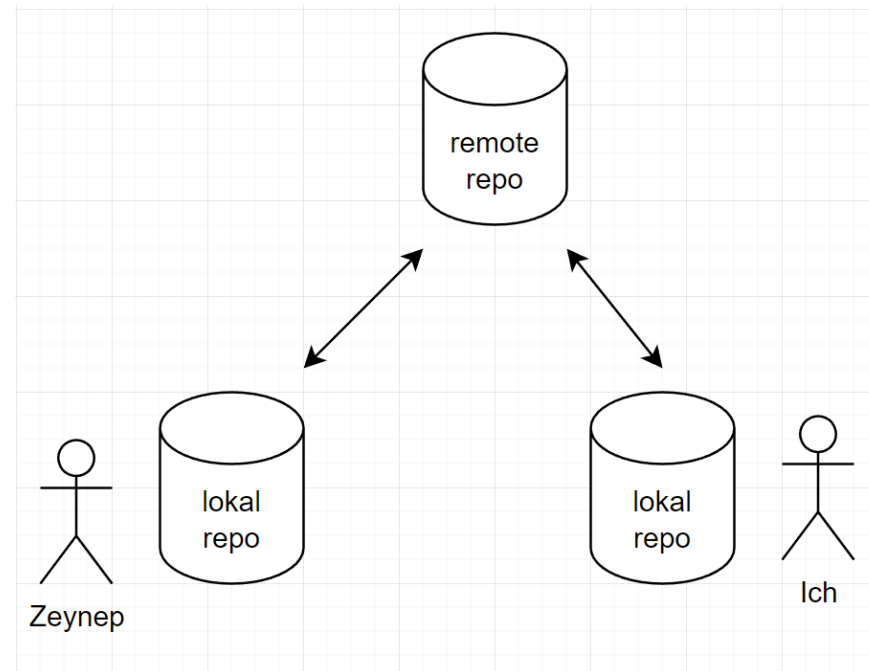 remote
repo
lokal
repo
lokal
repo
Zeynep
Ich